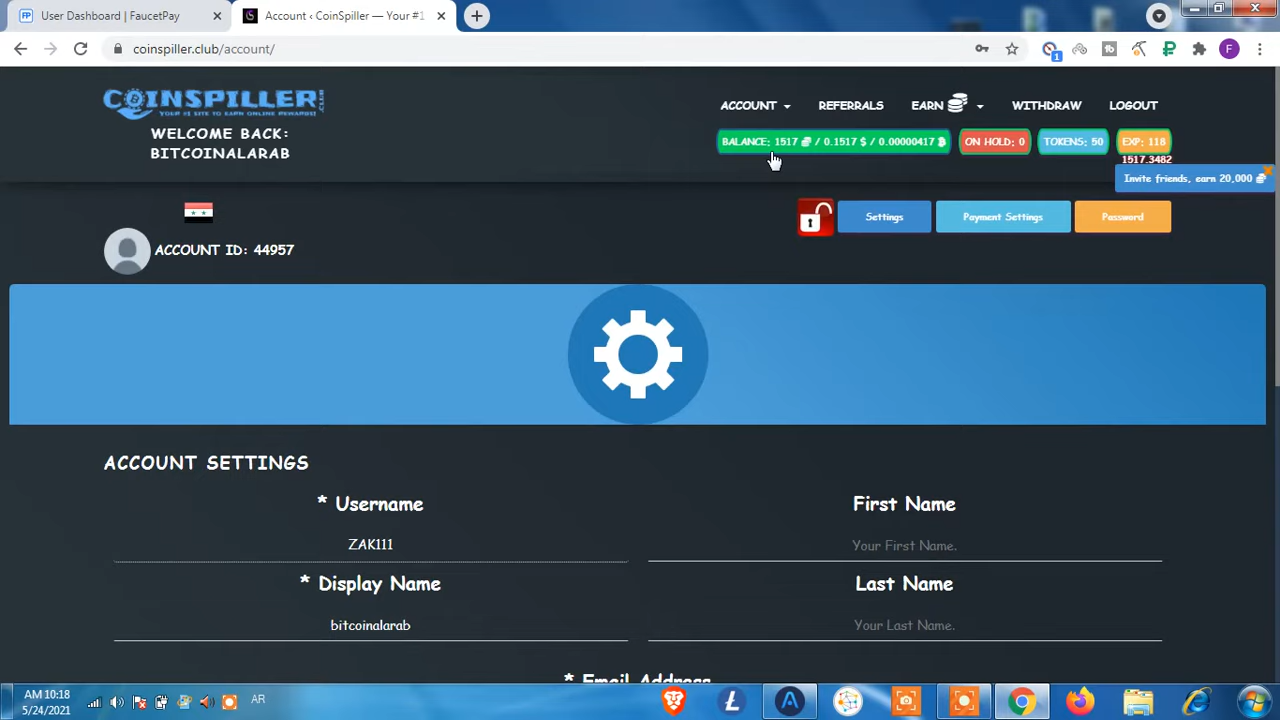 User Dashboard | FaucetPay
Account ‹ CoinSpiller — Your #1
coinspiller.club/account/
COINSPILLER.CLUB
WELCOME BACK:
BITCOINALARAB
ACCOUNT
REFERRALS
EARN
WITHDRAW
LOGOUT
BALANCE: 1517 / 0.1517 $ / 0.00000417
ON HOLD: 0
TOKENS: 50
EXP: 118
1517.3482
Invite friends, earn 20,000
Settings
Payment Settings
Password
ACCOUNT ID: 44957
ACCOUNT SETTINGS
* Username
First Name
ZAK111
Your First Name.
* Display Name
Last Name
bitcoinalarab
Your Last Name.
* Email Address
AM 10:18
5/24/2021
AR